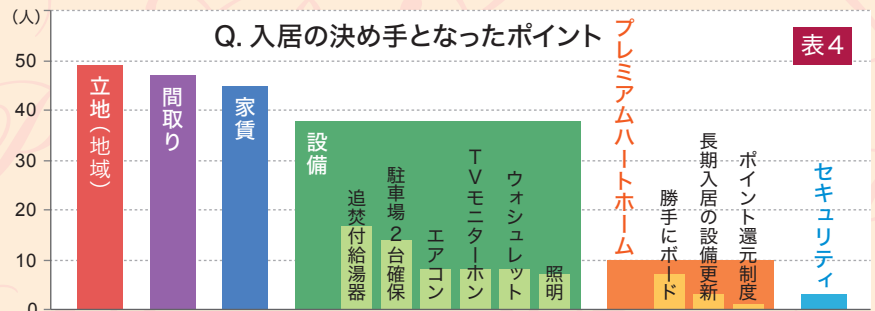 (人)
Q. 入居の決め手となったポイント
表4
50
40
30
20
10
0
立地(地域)
間取り
家賃
設備
追焚付給湯器
駐車場2台確保
エアコン
TVモニターホン
ウォシュレット
照明
プレミアムハートホーム
勝手にボード
長期入居の設備更新
ポイント還元制度
セキュリティ